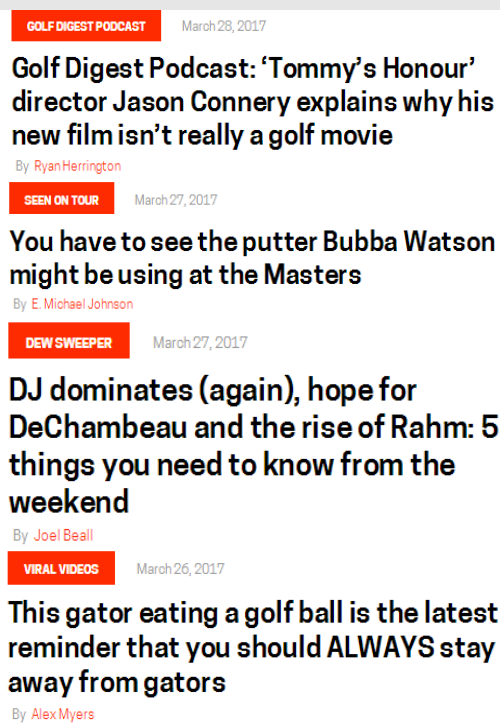 GOLF DIGEST PODCAST March 28, 2017
Golf Digest Podcast: ‘Tommy’s Honour’
director Jason Connery explains why his
new film isn’t really a golf movie
By Ryan Herrington
SEEN ON TOUR March 27, 2017
You have to see the putter Bubba Watson
might be using at the Masters
By E. Michael Johnson
DEW SWEEPER March 27, 2017
DJ dominates (again), hope for
DeChambeau and the rise of Rahm: 5
things you need to know from the
weekend
By Joel Beall
VIRAL VIDEOS March 26, 2017
This gator eating a golf ball is the latest
reminder that you should ALWAYS stay
away from gators
By Alex Myers